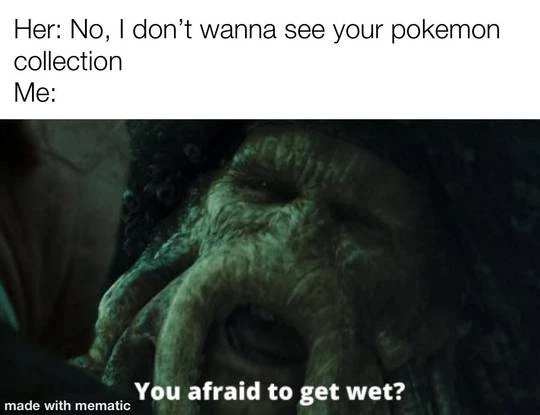 Her: No, I don’t wanna see your pokemon
collection
Me:
You afraid to get wet?
made with mematic